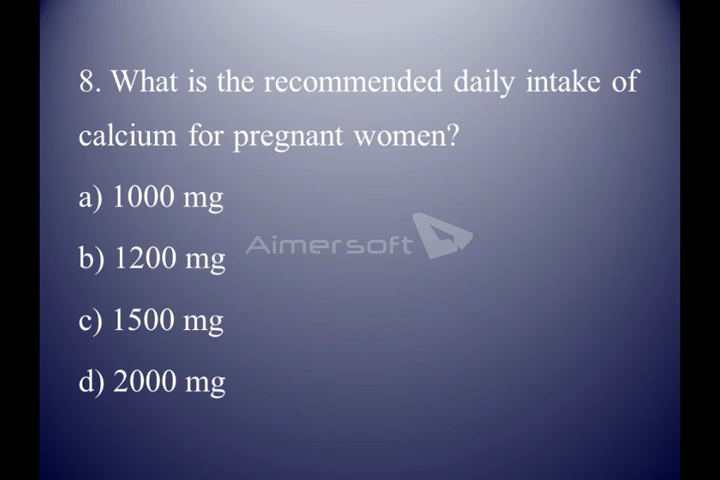 8. What is the recommended daily intake of
calcium for pregnant women?
a) 1000 mg
Aimersoft
b) 1200 mg
c) 1500 mg
d) 2000 mg